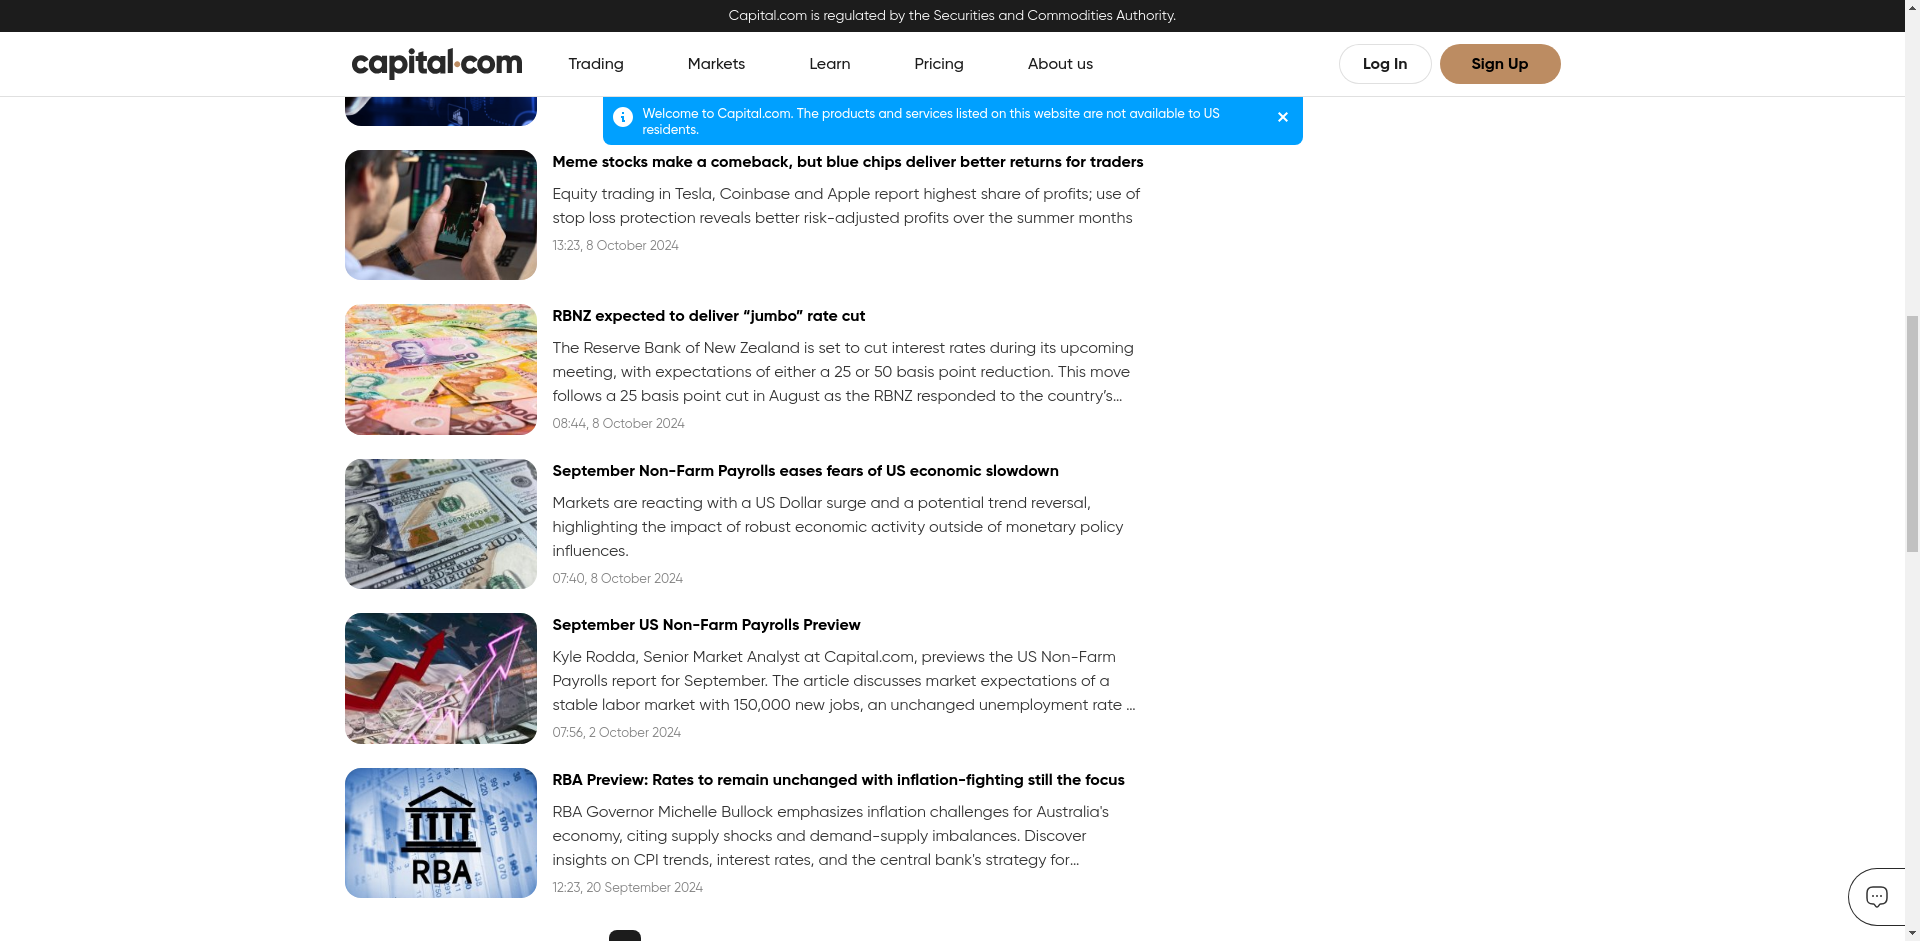 Capital.com is regulated by the Securities and Commodities Authority.
capital.com
Trading
Markets
Learn
Pricing
About us
Log In
Sign Up
Welcome to Capital.com. The products and services listed on this website are not available to US
residents.
Meme stocks make a comeback, but blue chips deliver better returns for traders
Equity trading in Tesla, Coinbase and Apple report highest share of profits; use of
stop loss protection reveals better risk-adjusted profits over the summer months
13:23, 8 October 2024
RBNZ expected to deliver “jumbo” rate cut
The Reserve Bank of New Zealand is set to cut interest rates during its upcoming
meeting, with expectations of either a 25 or 50 basis point reduction. This move
follows a 25 basis point cut in August as the RBNZ responded to the country’s...
08:44, 8 October 2024
September Non-Farm Payrolls eases fears of US economic slowdown
Markets are reacting with a US Dollar surge and a potential trend reversal,
highlighting the impact of robust economic activity outside of monetary policy
influences.
07:40, 8 October 2024
September US Non-Farm Payrolls Preview
Kyle Rodda, Senior Market Analyst at Capital.com, previews the US Non-Farm
Payrolls report for September. The article discusses market expectations of a
stable labor market with 150,000 new jobs, an unchanged unemployment rate ...
07:56, 2 October 2024
RBA
RBA Preview: Rates to remain unchanged with inflation-fighting still the focus
RBA Governor Michelle Bullock emphasizes inflation challenges for Australia's
economy, citing supply shocks and demand-supply imbalances. Discover
insights on CPI trends, interest rates, and the central bank's strategy for...
12:23, 20 September 2024